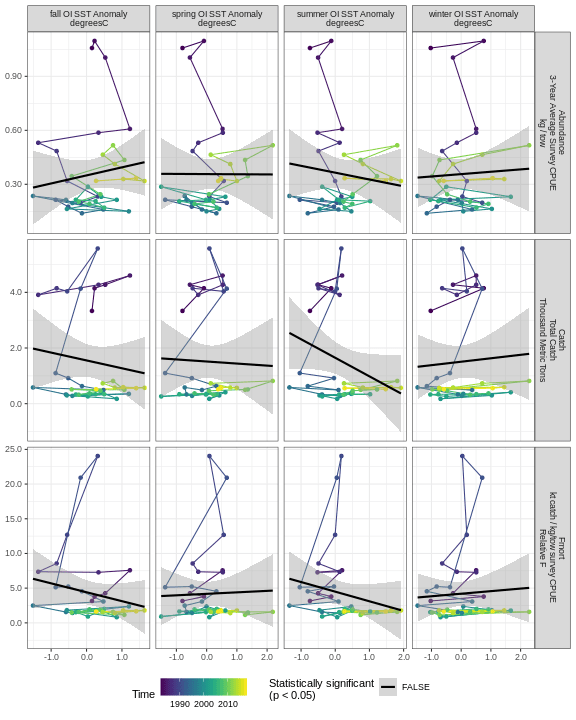 fall OI SST Anomaly
degreesC
spring OI SST Anomaly
degreesC
summer OI SST Anomaly
degreesC
winter OI SST Anomaly
degreesC
0.90
0.60
0.30
Abundance
3-Year Average Survey CPUE
kg / tow
4.0
2.0
0.0
Catch
Total Catch
Thousand Metric Tons
25.0
20.0
15.0
10.0
5.0
0.0
Fmort
kt catch / kg/tow survey CPUE
Relative F
-1.0 0.0 1.0
-1.0 0.0 1.0 2.0
-1.0 0.0 1.0 2.0
-1.0 0.0 1.0 2.0
Time
1990 2000 2010
Statistically significant
(p < 0.05)
FALSE